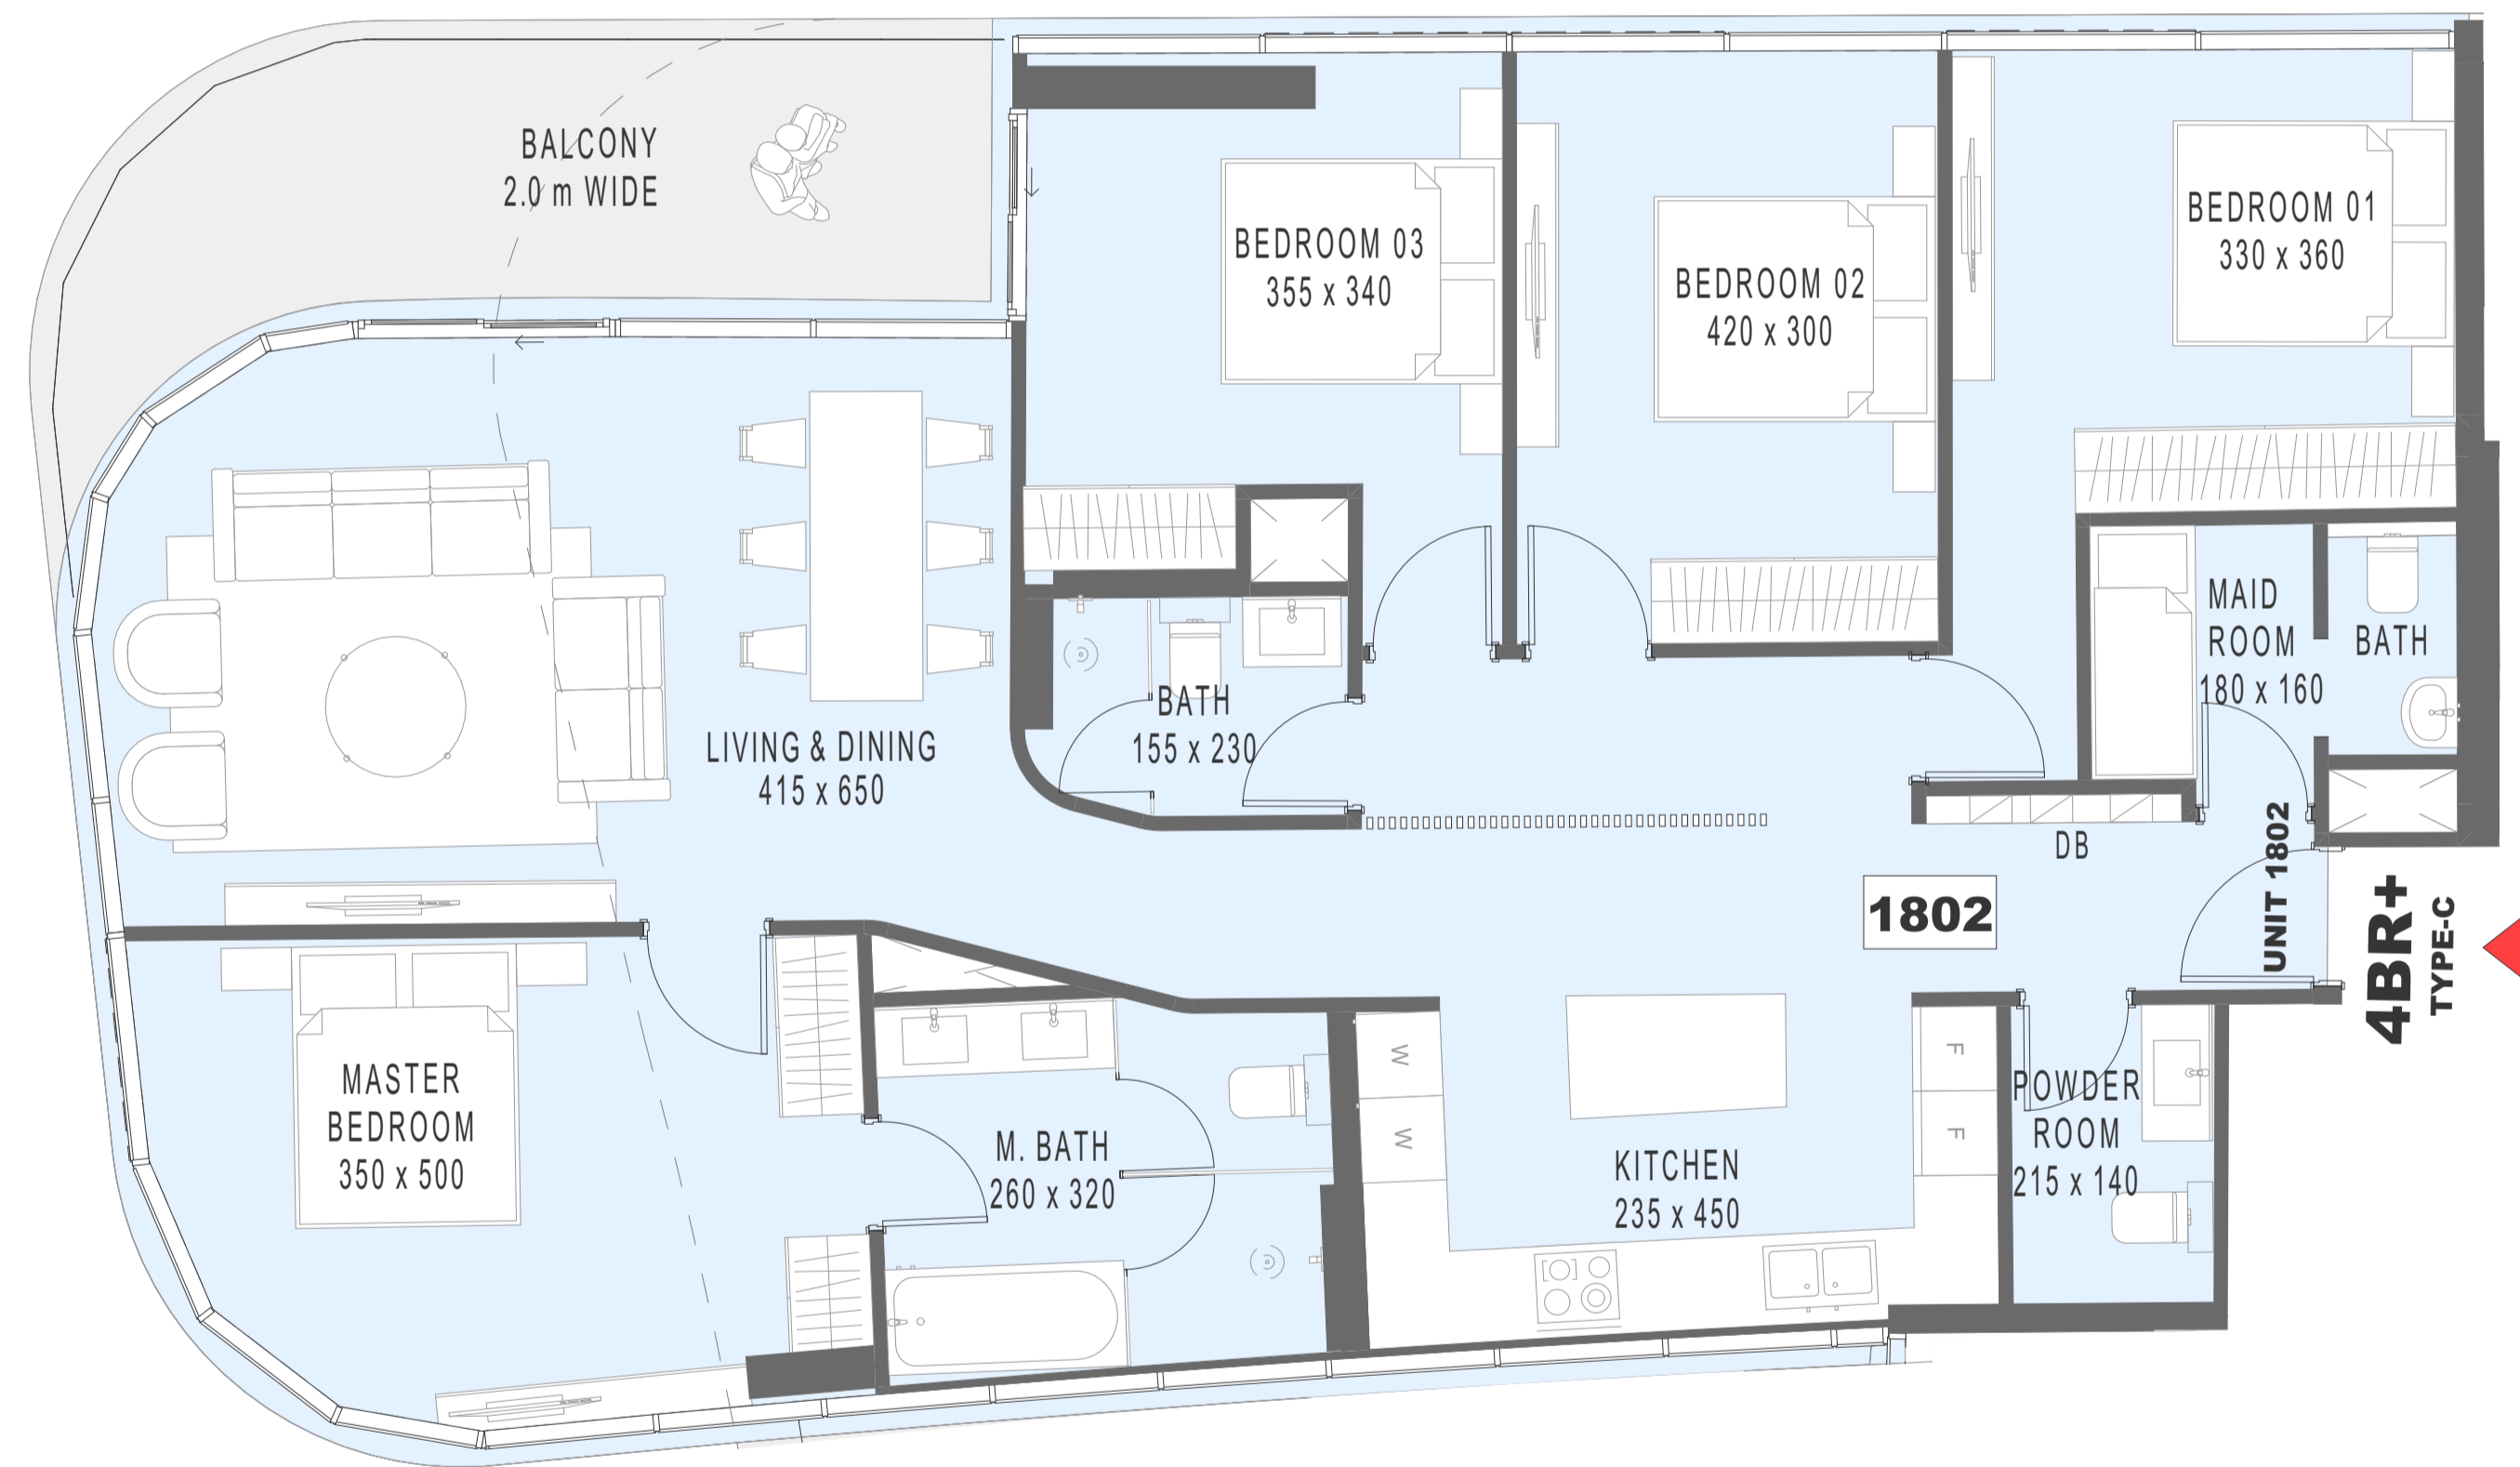 BALCONY
2.0 m WIDE
BEDROOM 03
355 x 340
BEDROOM 02
420 x 300
BEDROOM 01
330 x 360
MAID
ROOM
180 x 160
BATH
BATH
155 x 230
LIVING & DINING
415 x 650
DB
1802
UNIT 1802
4BR+
TYPE-C
MASTER
BEDROOM
350 x 500
M. BATH
260 x 320
W
W
KITCHEN
235 x 450
F
F
POWDER
ROOM
215 x 140